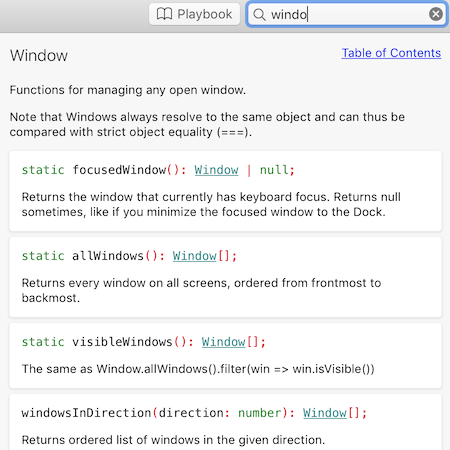 Playbook
windo
Window
Table of Contents
Functions for managing any open window.
Note that Windows always resolve to the same object and can thus be
compared with strict object equality (===).
static focusedWindow(): Window | null;
Returns the window that currently has keyboard focus. Returns null
sometimes, like if you minimize the focused window to the Dock.
static allWindows(): Window[];
Returns every window on all screens, ordered from frontmost to
backmost.
static visibleWindows(): Window[];
The same as Window.allWindows().filter(win => win.isVisible())
windowsInDirection(direction: number): Window[];
Returns ordered list of windows in the given direction.